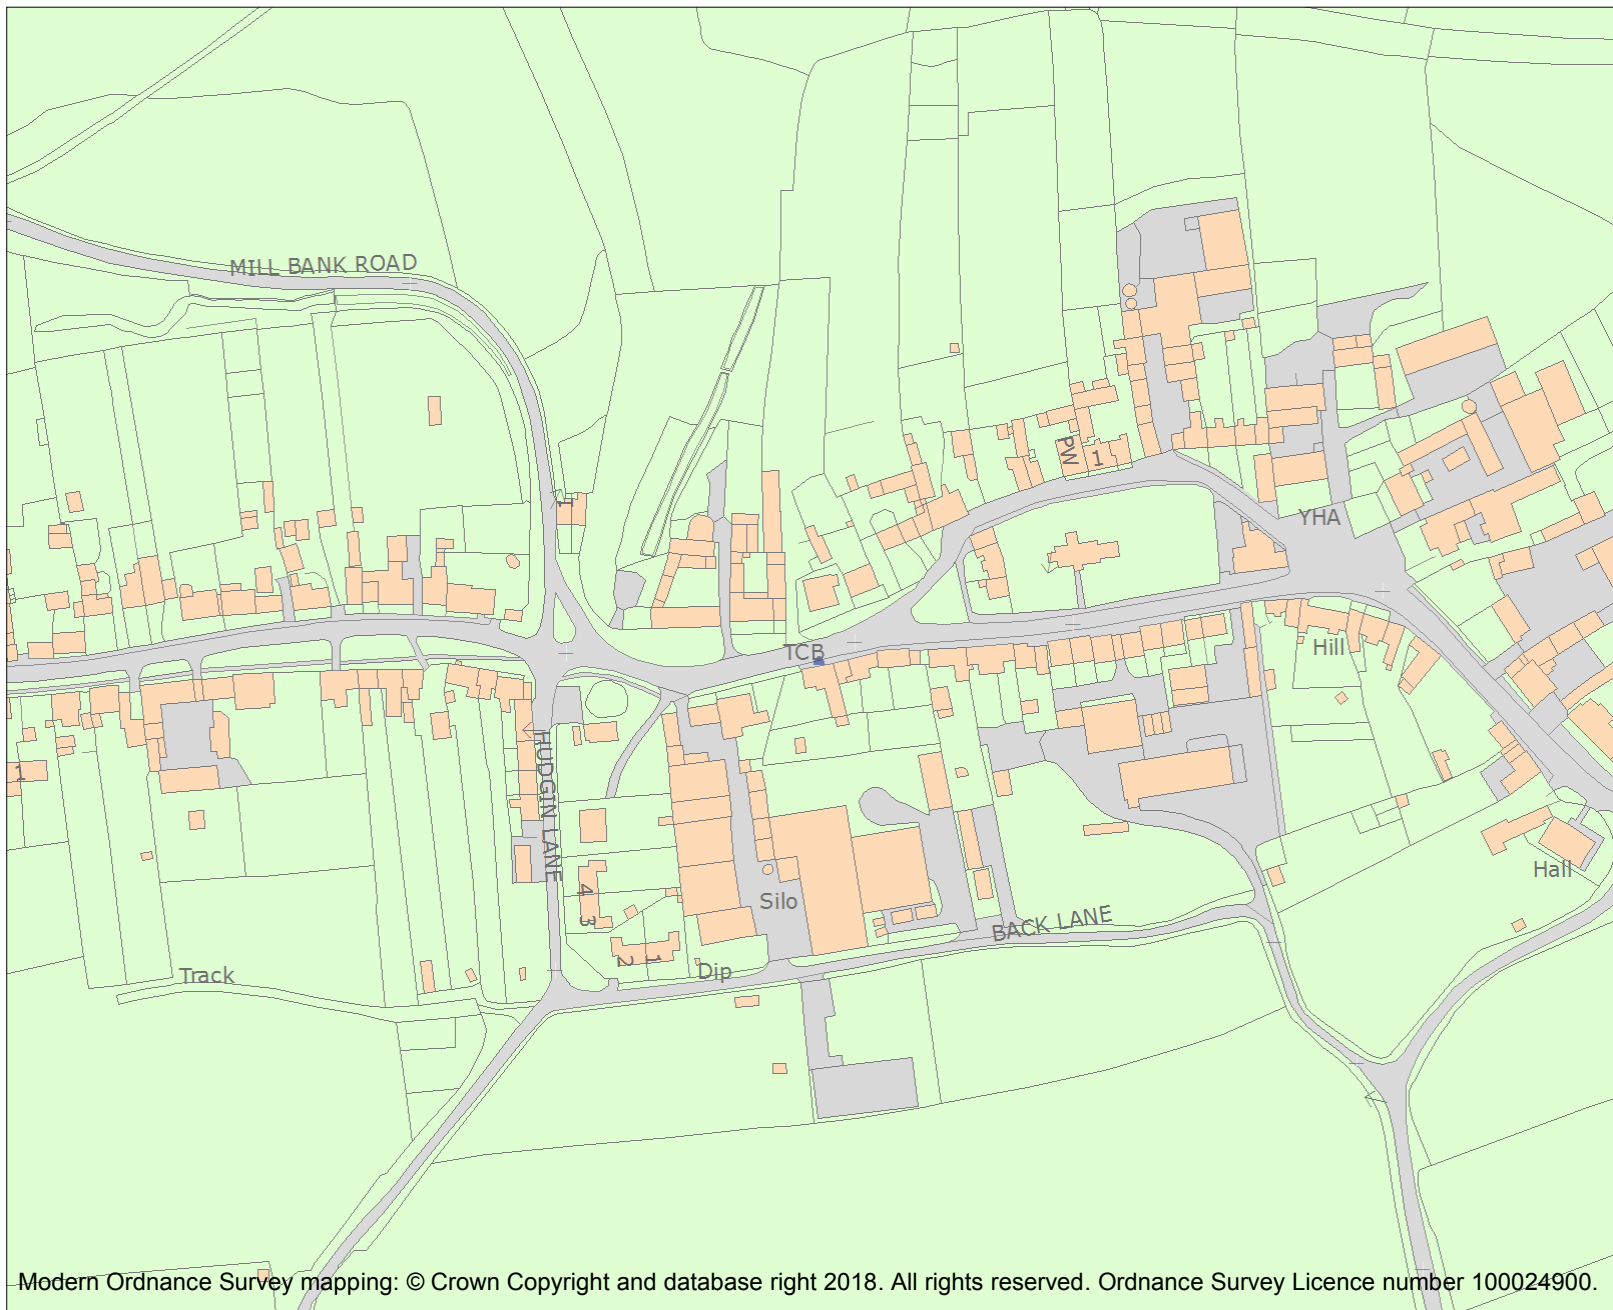 MILL BANK ROAD
PW
1
1
YHA
TCB
Hill
1
HUDGIN LANE
Hall
4
3
Silo
BACK LANE
1
2
Dip
Track
Modern Ordnance Survey mapping: © Crown Copyright and database right 2018. All rights reserved. Ordnance Survey Licence number 100024900.